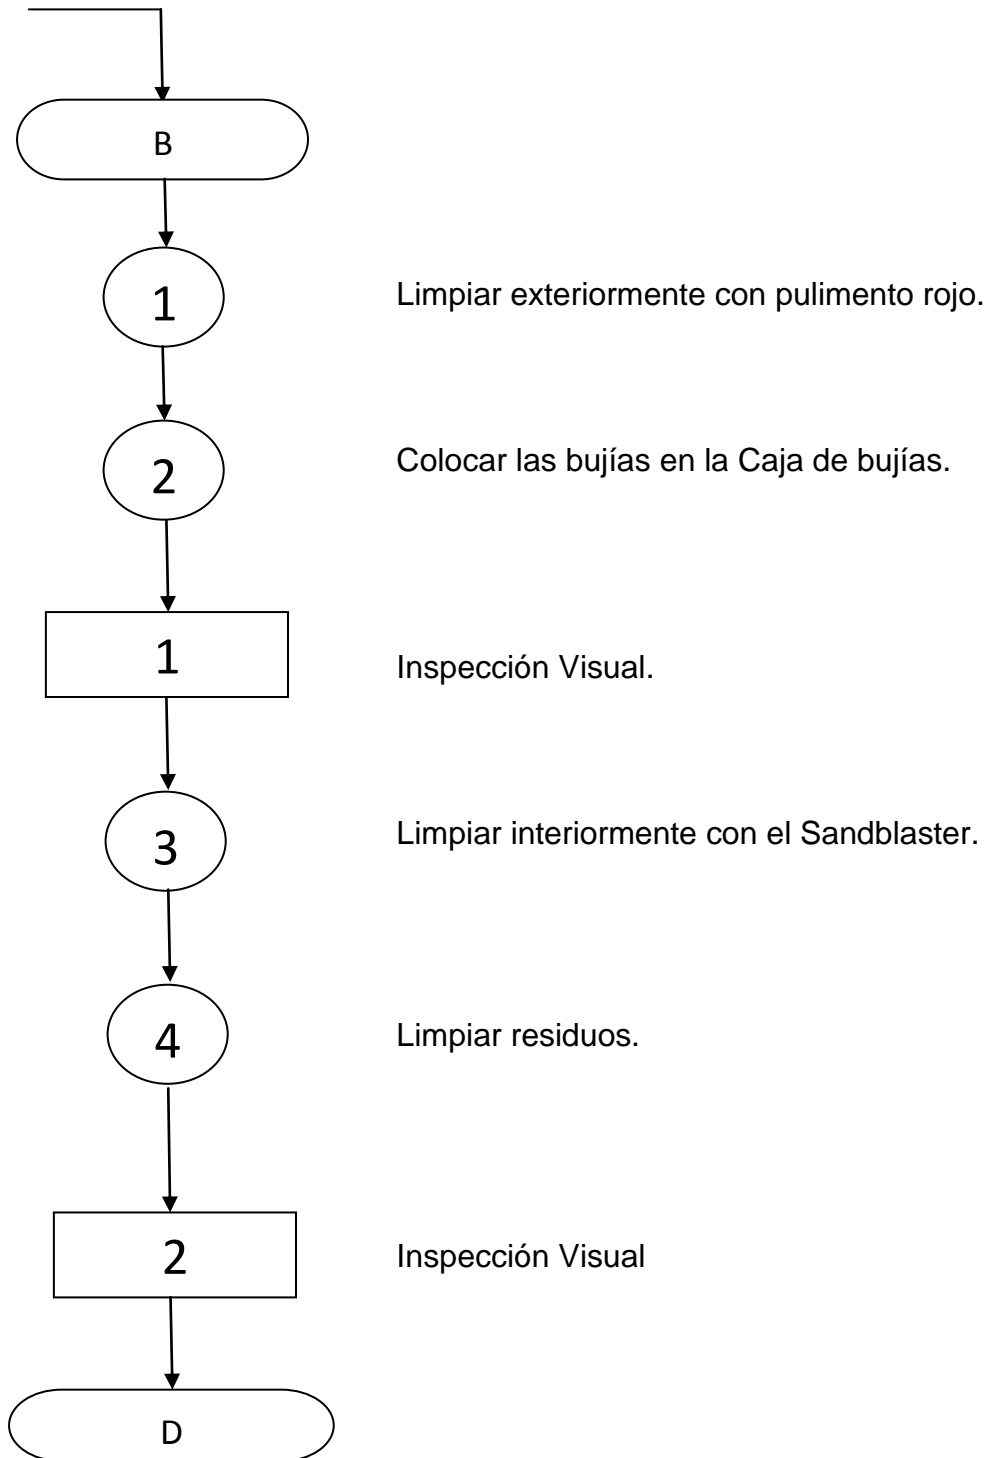 B
1
Limpiar exteriormente con pulimento rojo.
2
Colocar las bujías en la Caja de bujías.
1
Inspección Visual.
3
Limpiar interiormente con el Sandblaster.
4
Limpiar residuos.
2
Inspección Visual
D